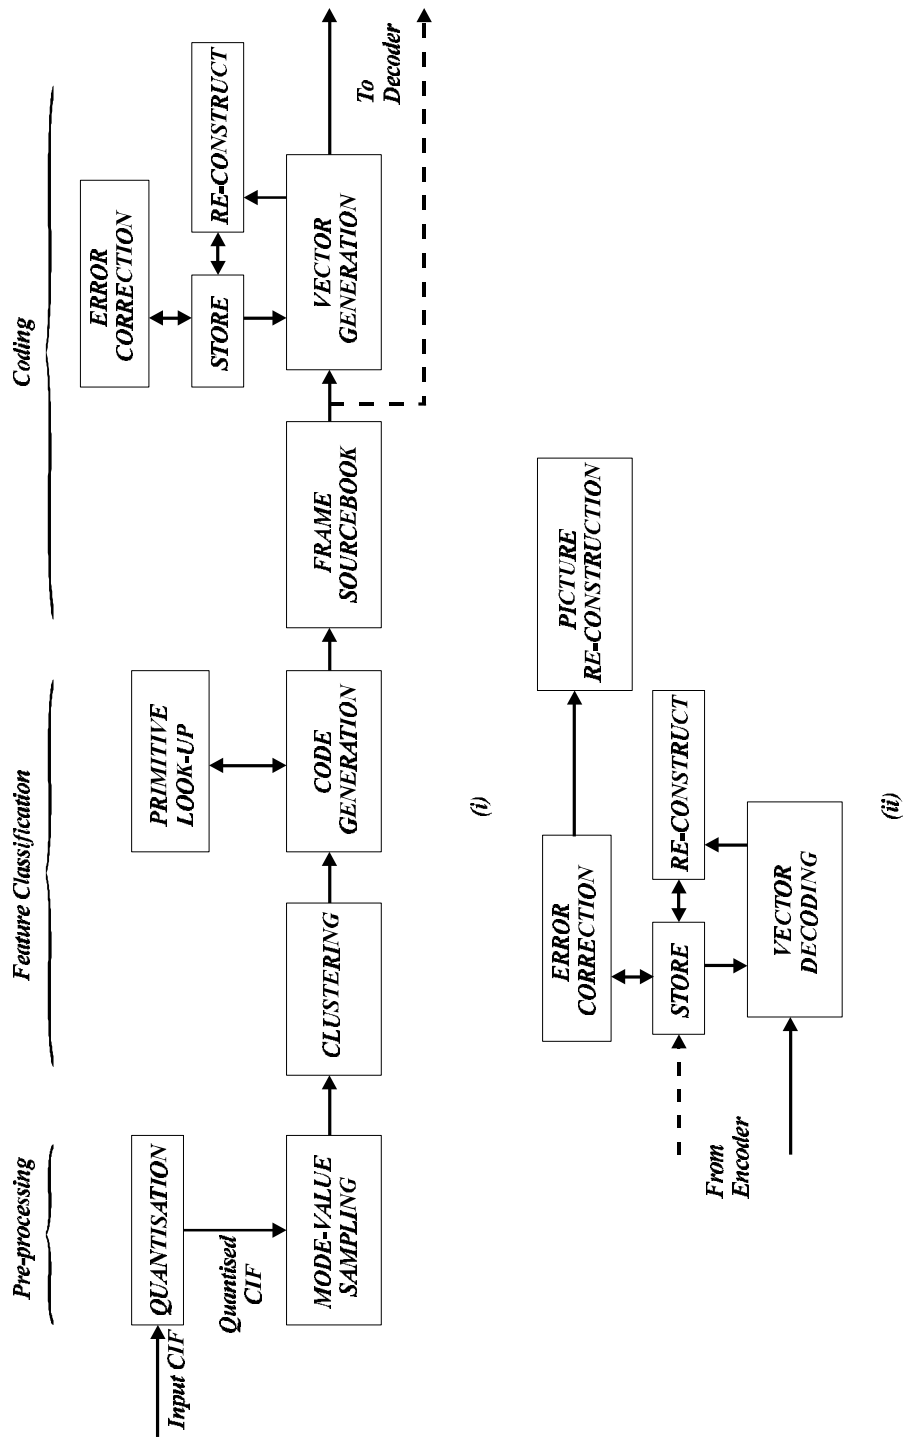 Pre-processing
Feature Classification
Coding
Input CIF
QUANTISATION
Quantised
CIF
MODE-VALUE
SAMPLING
CLUSTERING
PRIMITIVE
LOOK-UP
CODE
GENERATION
FRAME
SOURCEBOOK
ERROR
CORRECTION
STORE
RE-CONSTRUCT
VECTOR
GENERATION
To
Decoder
(i)
From
Encoder
ERROR
CORRECTION
STORE
RE-CONSTRUCT
VECTOR
DECODING
PICTURE
RE-CONSTRUCTION
(ii)